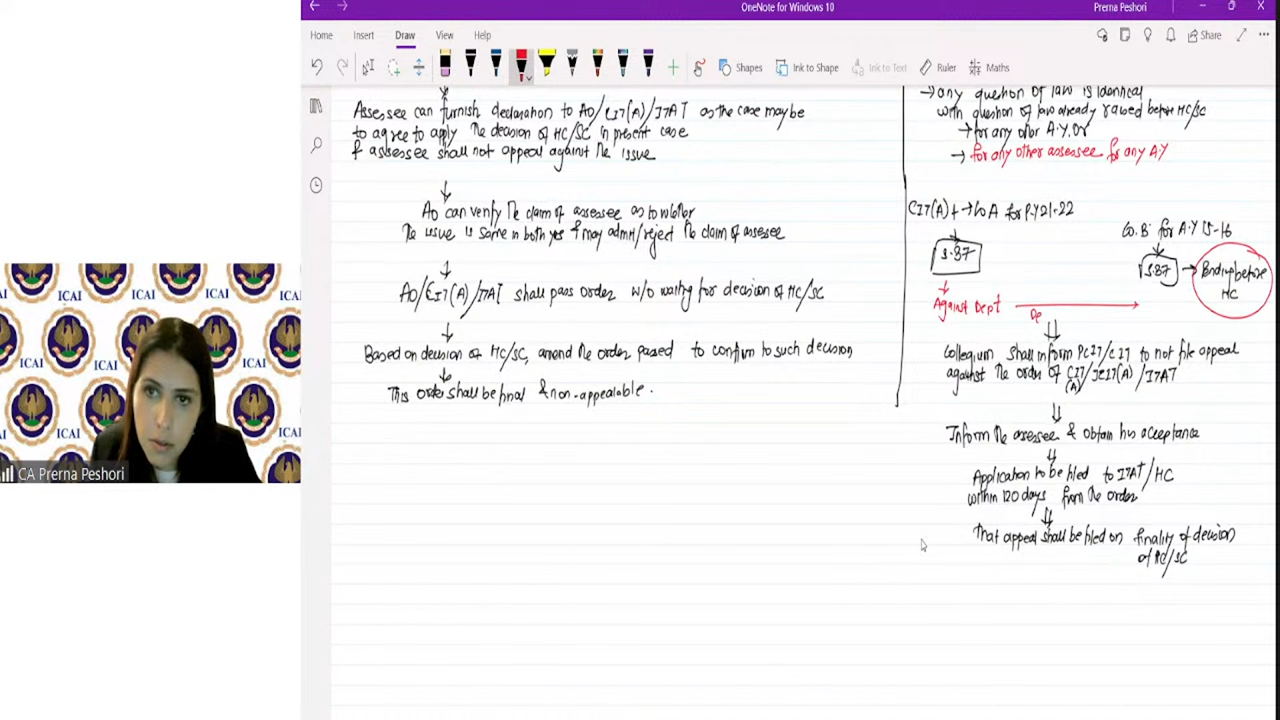 OneNote for Windows 10
Prerna Peshori
Home
Insert
Draw
View
Help
Share
Shapes
Ink to Shape
Ink to Text
Ruler
Maths
Assessee can furnish declaration to AO/CIT(A)/ITAT as the case may be
to agree to apply the decision of HC/SC in present case
& assessee shall not appeal against the issue
AO can verify the claim of assessee as to whether
the issue is same in both yrs & may admit/reject the claim of assessee
AO/CIT(A)/ITAT shall pass order w/o waiting for decision of HC/SC
Based on decision of HC/SC, amend the order passed to confirm to such decision
This order shall be final & non-appealable.
→ any question of law is identical
with question of law already raised before HC/SC
→ for any other A.Y. or
→ for any other assessee for any A.Y
CIT(A) + → Co A for P.Y 21-22
S.37
Against Dept
De
Co. B. for A.Y 15-16
S.37
→ Pending before
HC
Collegium shall inform PCIT/CIT to not file appeal
against the order of CIT/JCIT(A)/ITAT
(A)
Inform the assessee & obtain his acceptance
Application to be filed to ITAT/HC
within 120 days from the order
That appeal shall be filed on finality of decision
of HC/SC
ICAI
ICAI
ICAI
ICAI
ICAI
CA Prerna Peshori